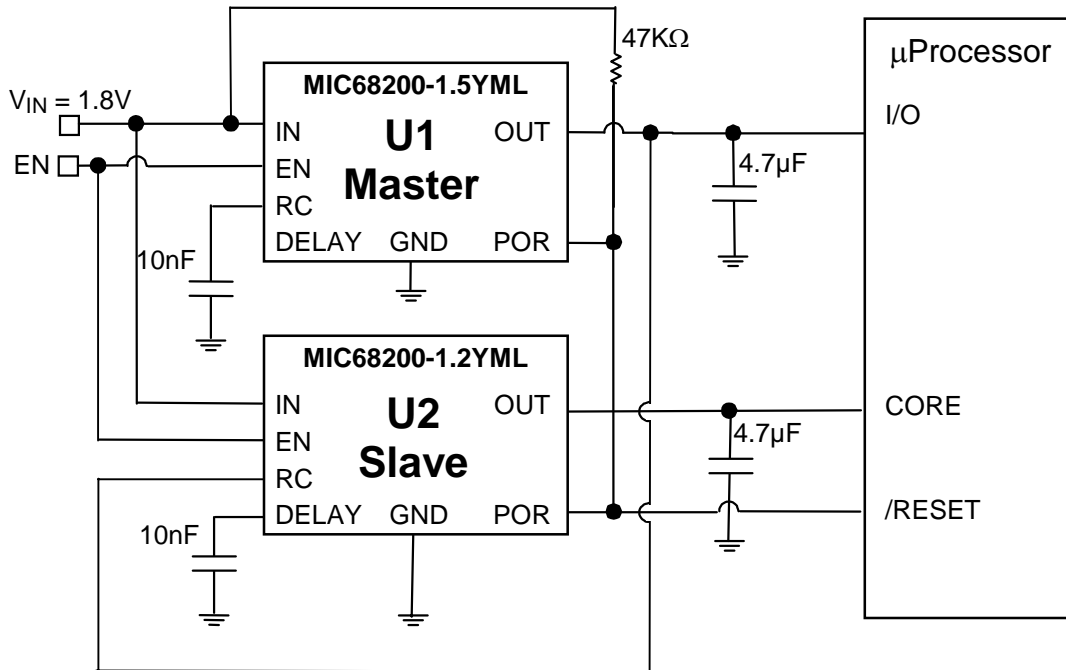 47KΩ
µProcessor
MIC68200-1.5YML
VIN = 1.8V
I/O
IN
U1
OUT
EN
EN
Master
4.7µF
RC
DELAY
GND
POR
10nF
MIC68200-1.2YML
IN
U2
OUT
CORE
EN
4.7µF
Slave
RC
DELAY
GND
POR
/RESET
10nF